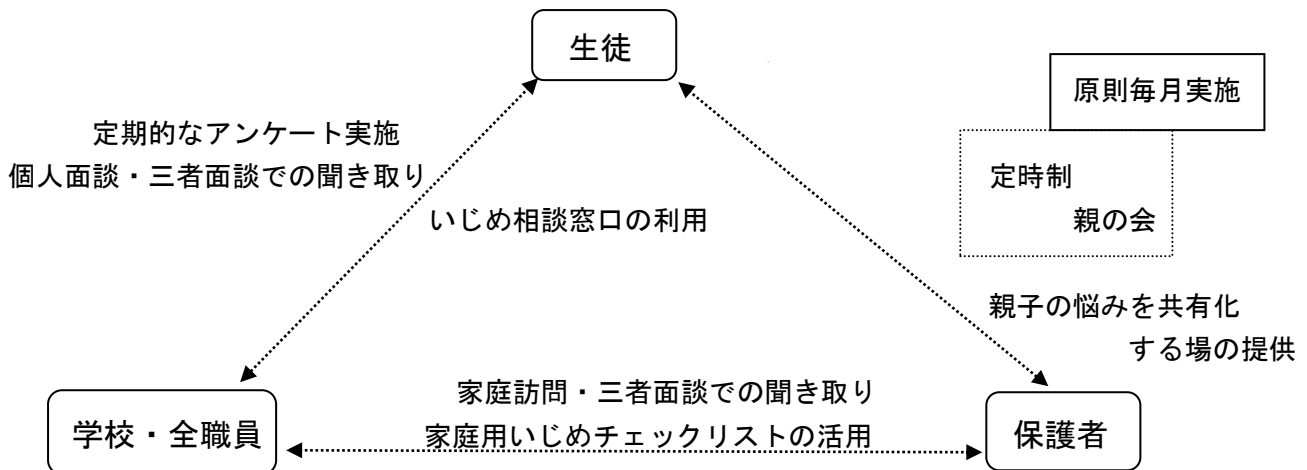 生徒
原則毎月実施
定期的なアンケート実施
個人面談・三者面談での聞き取り
定時制
親の会
いじめ相談窓口の利用
親子の悩みを共有化
する場の提供
家庭訪問・三者面談での聞き取り
学校・全職員
家庭用いじめチェックリストの活用
保護者